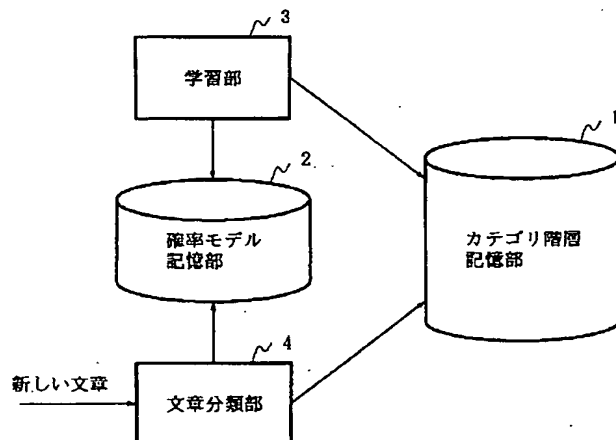 3
学習部
1
2
確率モデル
記憶部
カテゴリ階層
記憶部
4
新しい文章
文章分類部